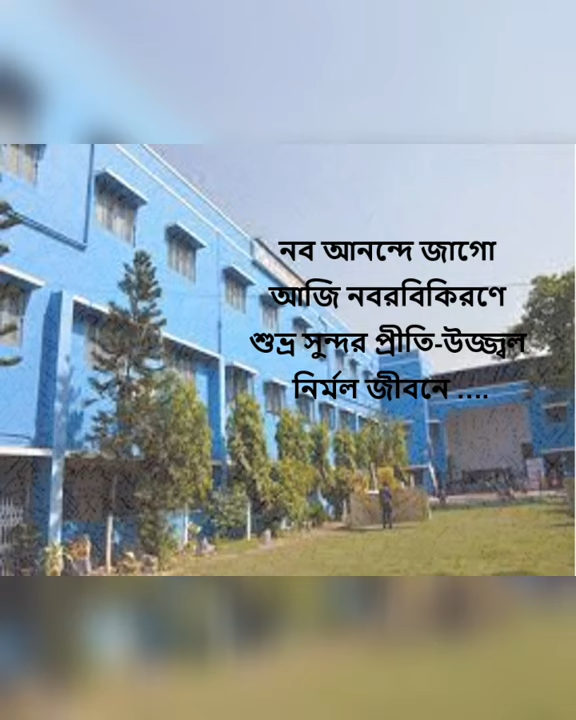 নব আনন্দে জাগো
আজি নবরবিকিরণে
শুভ্র সুন্দর প্রীতি-উজ্জ্বল
নির্মল জীবনে ....